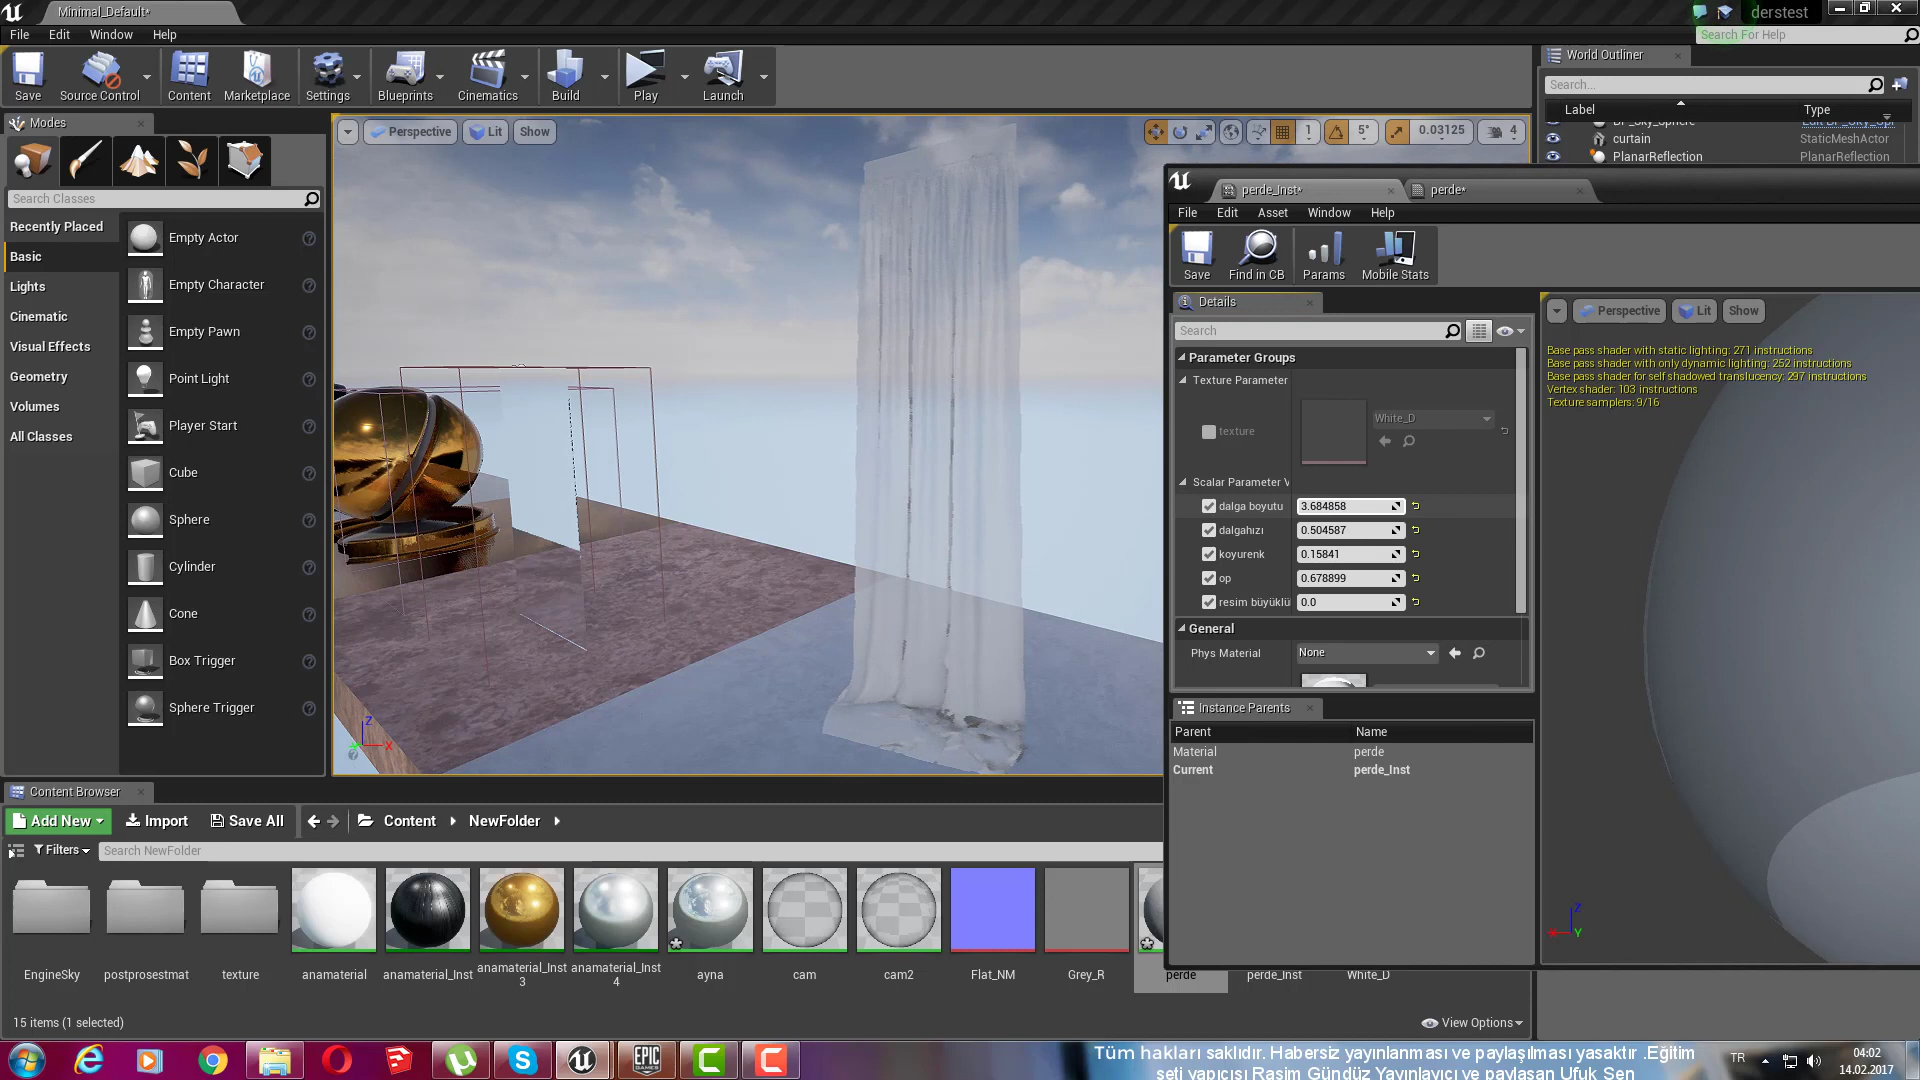 Minimal_Default*
derstest
File Edit Window Help
Search For Help
Save
Source Control
Content
Marketplace
Settings
Blueprints
Cinematics
Build
Play
Launch
World Outliner
Search...
Label Type
curtain StaticMeshActor
PlanarReflection PlanarReflection
Modes
Search Classes
Recently Placed
Basic
Lights
Cinematic
Visual Effects
Geometry
Volumes
All Classes
Empty Actor
Empty Character
Empty Pawn
Point Light
Player Start
Cube
Sphere
Cylinder
Cone
Box Trigger
Sphere Trigger
Perspective Lit Show
1 5° 0.03125 4
Z
X
perde_Inst* perde*
File Edit Asset Window Help
Save Find in CB Params Mobile Stats
Details
Search
Parameter Groups
Texture Parameter
texture White_D
Scalar Parameter V
dalga boyutu 3.684858
dalgahızı 0.504587
koyurenk 0.15841
op 0.678899
resim büyüklü 0.0
General
Phys Material None
Instance Parents
Parent Name
Material perde
Current perde_Inst
Perspective Lit Show
Base pass shader with static lighting: 271 instructions
Base pass shader with only dynamic lighting: 252 instructions
Base pass shader for self shadowed translucency: 297 instructions
Vertex shader: 103 instructions
Texture samplers: 9/16
Z
Y
Content Browser
Add New Import Save All Content NewFolder
Filters Search NewFolder
EngineSky
postprosestmat
texture
anamaterial
anamaterial_Inst
anamaterial_Inst
3
anamaterial_Inst
4
ayna
cam
cam2
Flat_NM
Grey_R
perde
perde_Inst
White_D
15 items (1 selected)
View Options
Tüm hakları saklıdır. Habersiz yayınlanması ve paylaşılması yasaktır .Eğitim
seti yapıcısı Rasim Gündüz Yayınlayıcı ve paylaşan Ufuk Şen
TR
04:02
14.02.2017
EPIC
GAMES